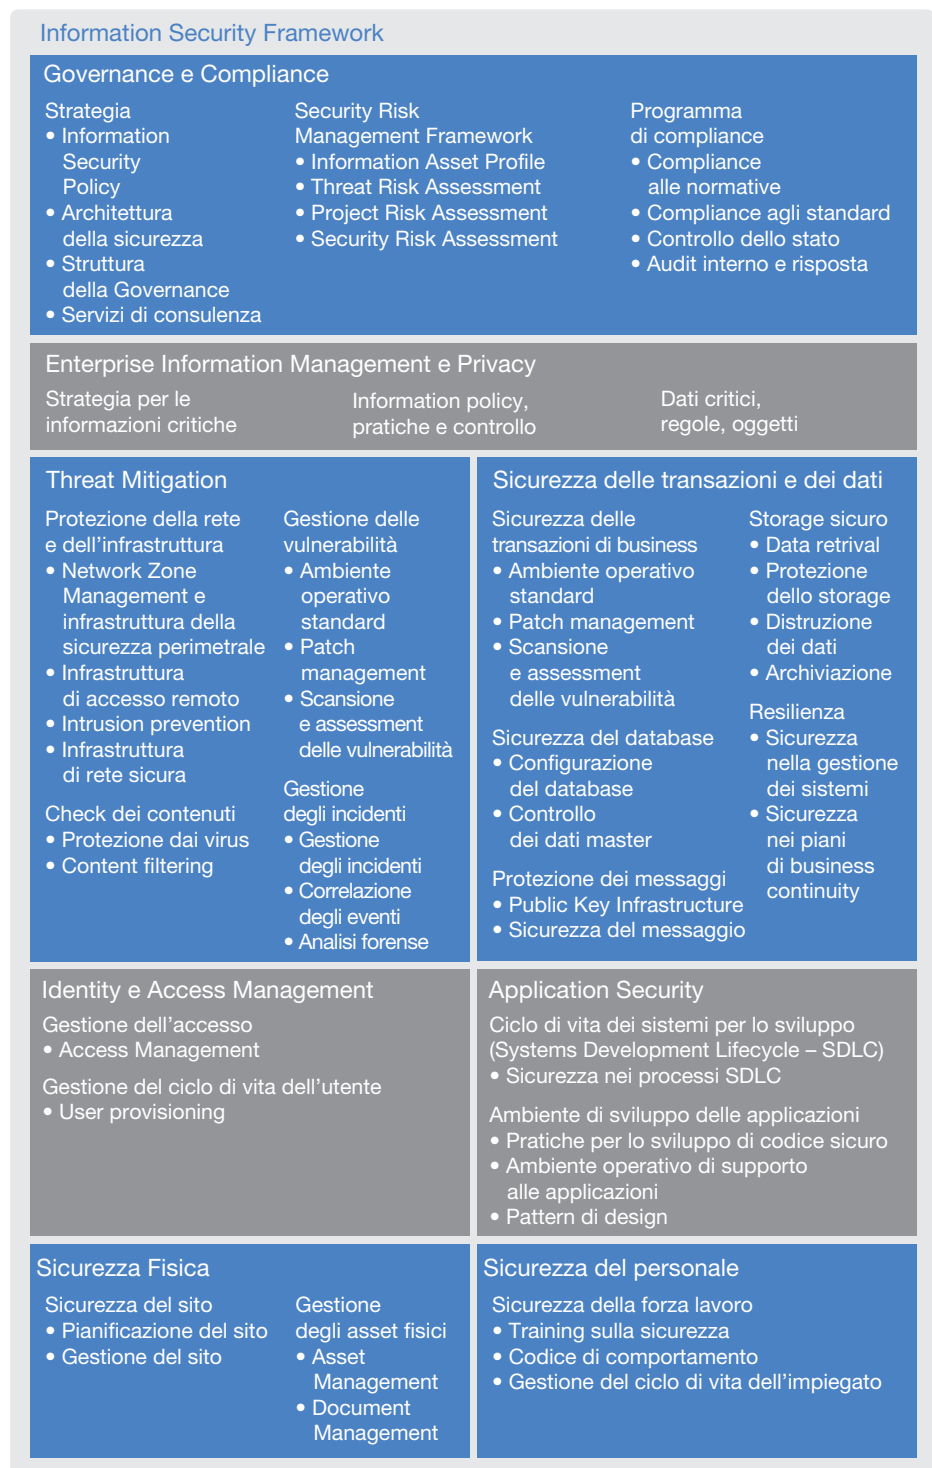 Information Security Framework
Governance e Compliance
Strategia
• Information
Security
Policy
• Architettura
della sicurezza
• Struttura
della Governance
• Servizi di consulenza
Security Risk
Management Framework
• Information Asset Profile
• Threat Risk Assessment
• Project Risk Assessment
• Security Risk Assessment
Programma
di compliance
• Compliance
alle normative
• Compliance agli standard
• Controllo dello stato
• Audit interno e risposta
Enterprise Information Management e Privacy
Strategia per le
informazioni critiche
Information policy,
pratiche e controllo
Dati critici,
regole, oggetti
Threat Mitigation
Protezione della rete
e dell’infrastruttura
• Network Zone
Management e
infrastruttura della
sicurezza perimetrale
• Infrastruttura
di accesso remoto
• Intrusion prevention
• Infrastruttura
di rete sicura
Check dei contenuti
• Protezione dai virus
• Content filtering
Gestione delle
vulnerabilità
• Ambiente
operativo
standard
• Patch
management
• Scansione
e assessment
delle vulnerabilità
Gestione
degli incidenti
• Gestione
degli incidenti
• Correlazione
degli eventi
• Analisi forense
Sicurezza delle transazioni e dei dati
Sicurezza delle
transazioni di business
• Ambiente operativo
standard
• Patch management
• Scansione
e assessment
delle vulnerabilità
Sicurezza del database
• Configurazione
del database
• Controllo
dei dati master
Protezione dei messaggi
• Public Key Infrastructure
• Sicurezza del messaggio
Storage sicuro
• Data retrival
• Protezione
dello storage
• Distruzione
dei dati
• Archiviazione
Resilienza
• Sicurezza
nella gestione
dei sistemi
• Sicurezza
nei piani
di business
continuity
Identity e Access Management
Gestione dell’accesso
• Access Management
Gestione del ciclo di vita dell’utente
• User provisioning
Application Security
Ciclo di vita dei sistemi per lo sviluppo
(Systems Development Lifecycle – SDLC)
• Sicurezza nei processi SDLC
Ambiente di sviluppo delle applicazioni
• Pratiche per lo sviluppo di codice sicuro
• Ambiente operativo di supporto
alle applicazioni
• Pattern di design
Sicurezza Fisica
Sicurezza del sito
• Pianificazione del sito
• Gestione del sito
Gestione
degli asset fisici
• Asset
Management
• Document
Management
Sicurezza del personale
Sicurezza della forza lavoro
• Training sulla sicurezza
• Codice di comportamento
• Gestione del ciclo di vita dell’impiegato